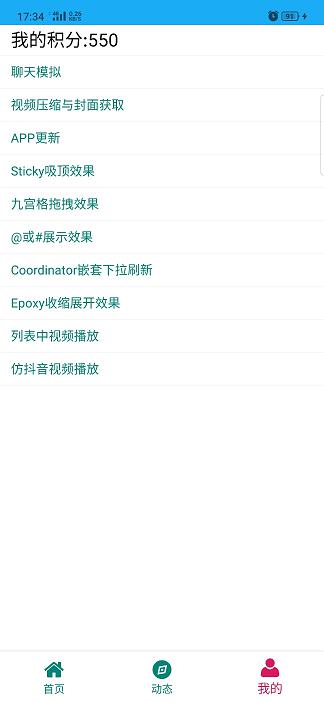 17:34 4G 0.26 KB/S 91
我的积分:550
聊天模拟
视频压缩与封面获取
APP更新
Sticky吸顶效果
九宫格拖拽效果
@或#展示效果
Coordinator嵌套下拉刷新
Epoxy收缩展开效果
列表中视频播放
仿抖音视频播放
首页 动态 我的